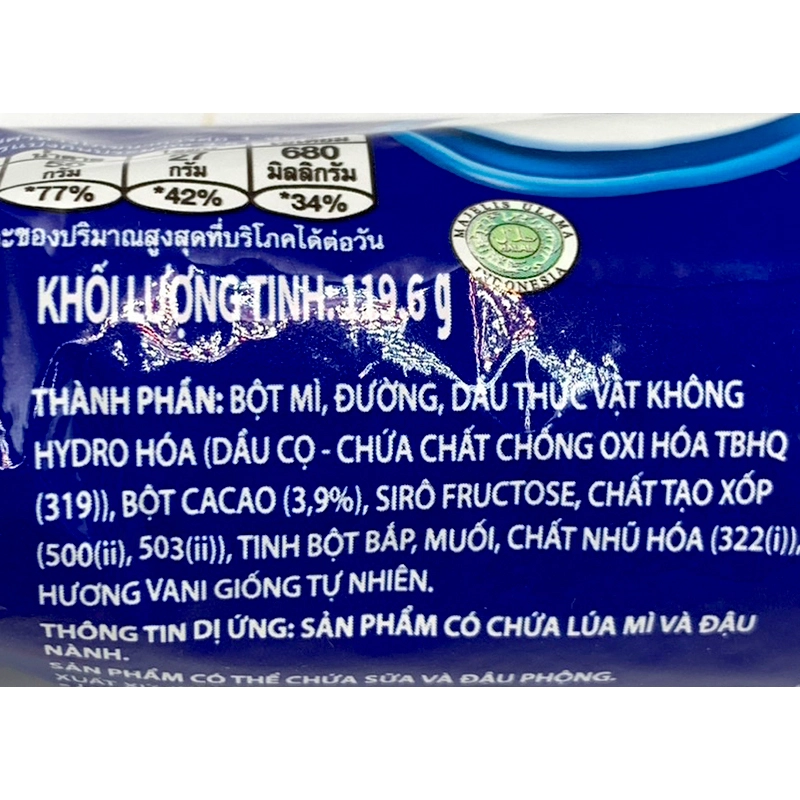 680
กรัม กรัม มิลลิกรัม
*77% *42% *34%
ของปริมาณสูงสุดที่บริโภคได้ต่อวัน
MAJELIS ULAMA INDONESIA
KHỐI LƯỢNG TỊNH: 119.6 g
THÀNH PHẦN: BỘT MÌ, ĐƯỜNG, DẦU THỰC VẬT KHÔNG
HYDRO HÓA (DẦU CỌ - CHỨA CHẤT CHỐNG OXI HÓA TBHQ
(319)), BỘT CACAO (3,9%), SIRÔ FRUCTOSE, CHẤT TẠO XỐP
(500(ii), 503(ii)), TINH BỘT BẮP, MUỐI, CHẤT NHŨ HÓA (322(i)),
HƯƠNG VANI GIỐNG TỰ NHIÊN.
THÔNG TIN DỊ ỨNG: SẢN PHẨM CÓ CHỨA LÚA MÌ VÀ ĐẬU
NÀNH.
SẢN PHẨM CÓ THỂ CHỨA SỮA VÀ ĐẬU PHỘNG.